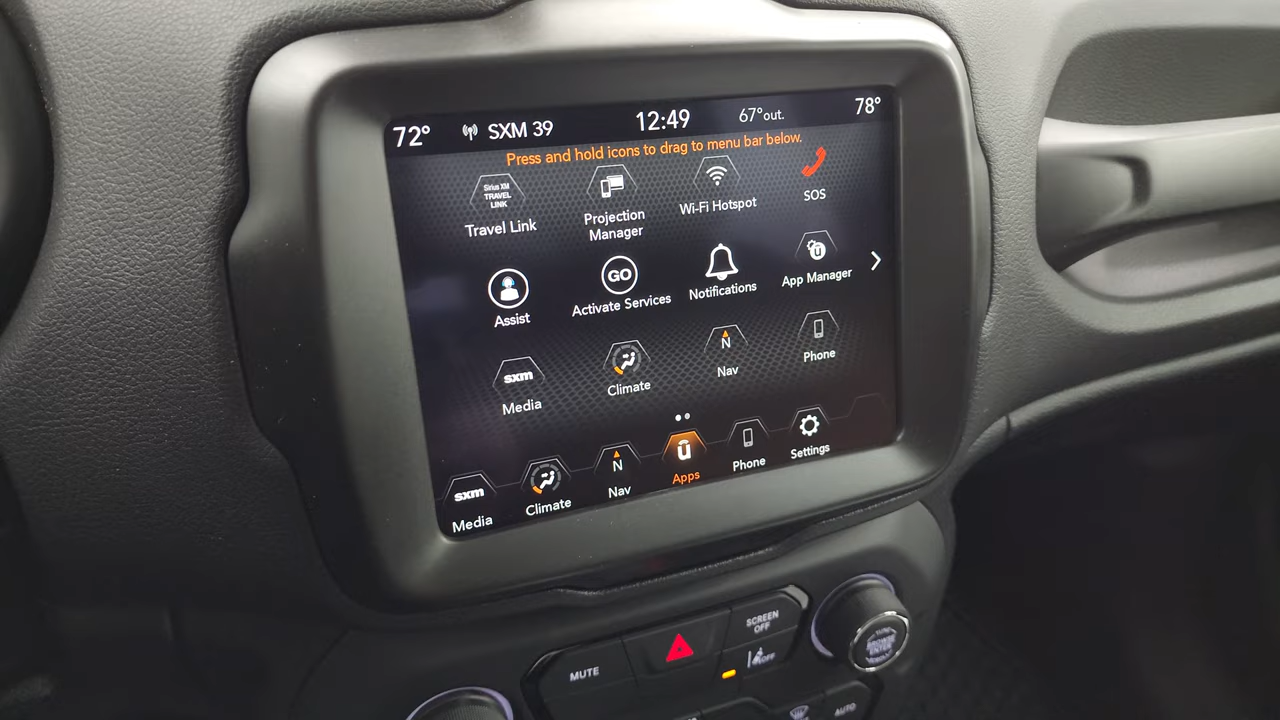 72° SXM 39 12:49 67°out. 78°
Press and hold icons to drag to menu bar below.
Sirius XM
TRAVEL
LINK
Travel Link
Projection
Manager
Wi-Fi Hotspot
SOS
Assist
GO
Activate Services
Notifications
App Manager
sxm
Media
Climate
N
Nav
Phone
sxm
Media
Climate
N
Nav
Apps
Phone
Settings
MUTE
SCREEN
OFF
OFF
BROWSE
ENTER
AUTO